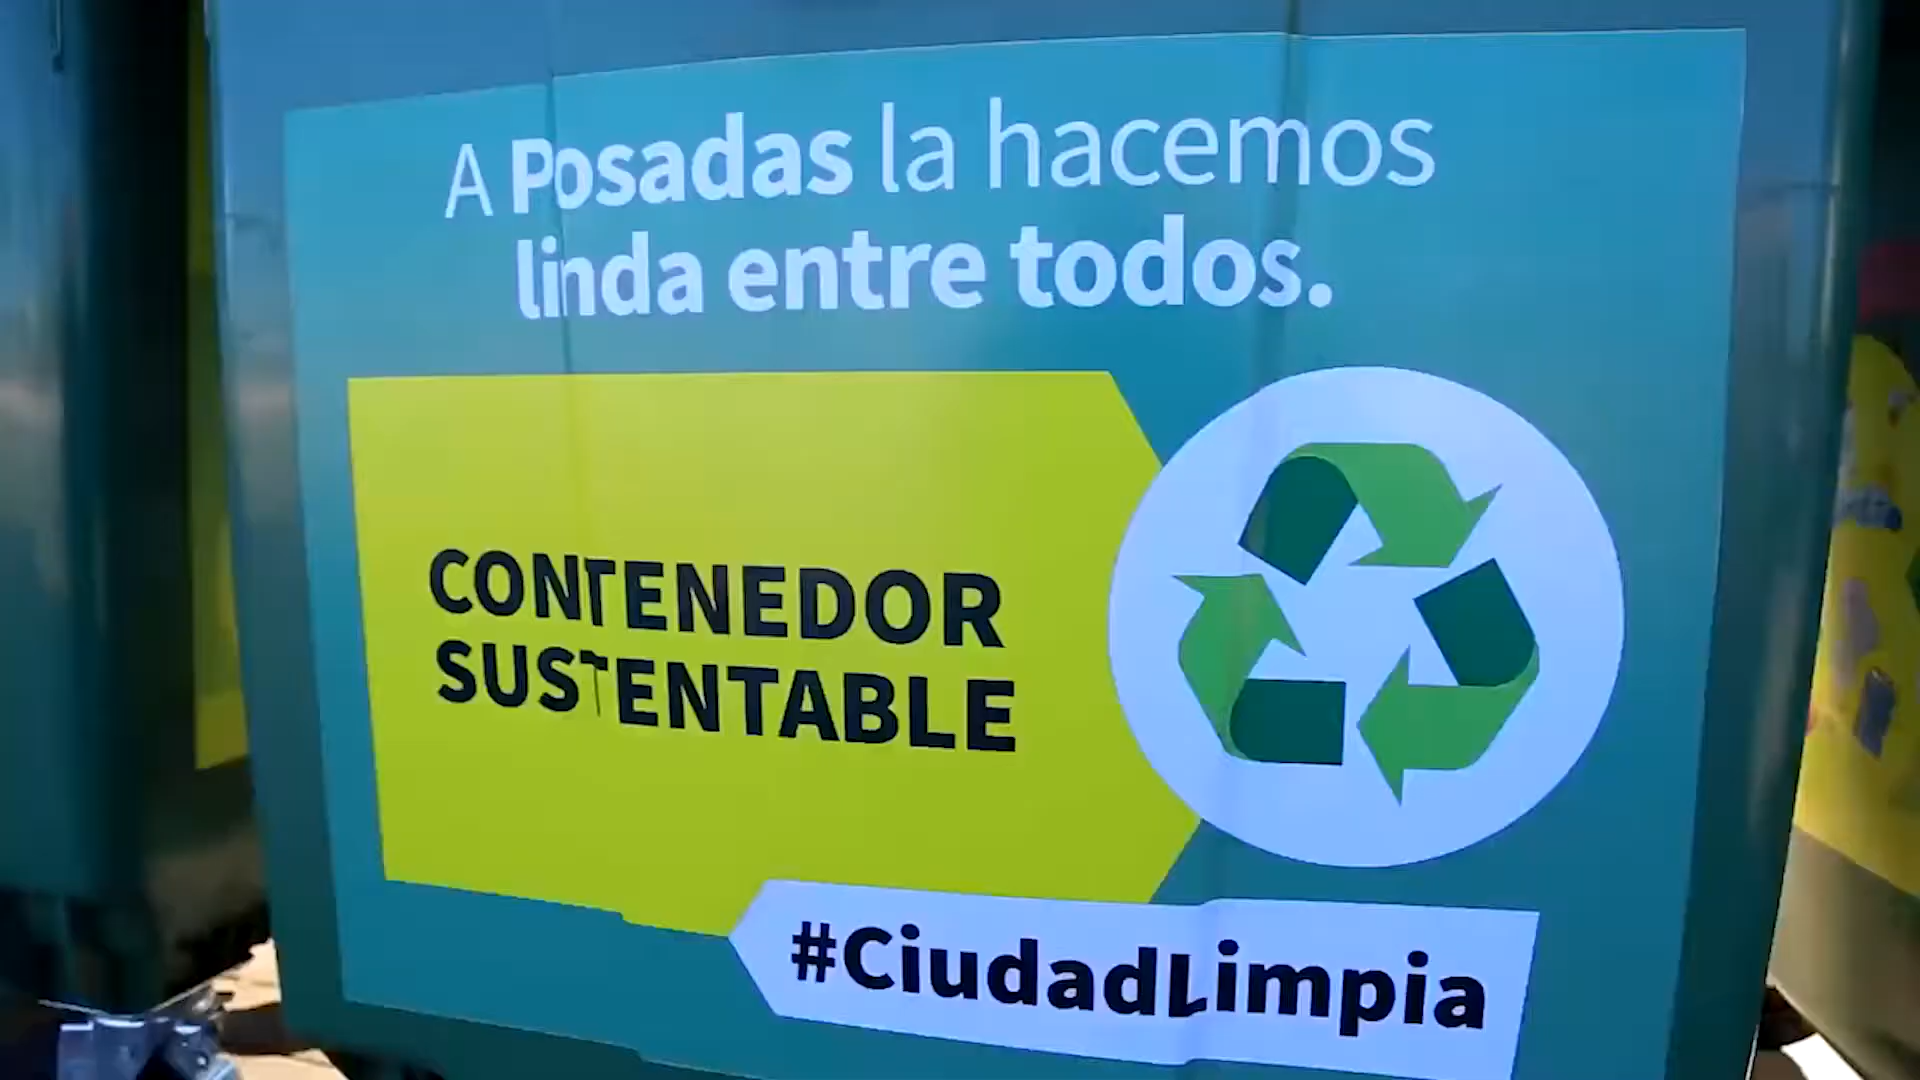 A Posadas la hacemos
linda entre todos.
CONTENEDOR
SUSTENTABLE
#CiudadLimpia